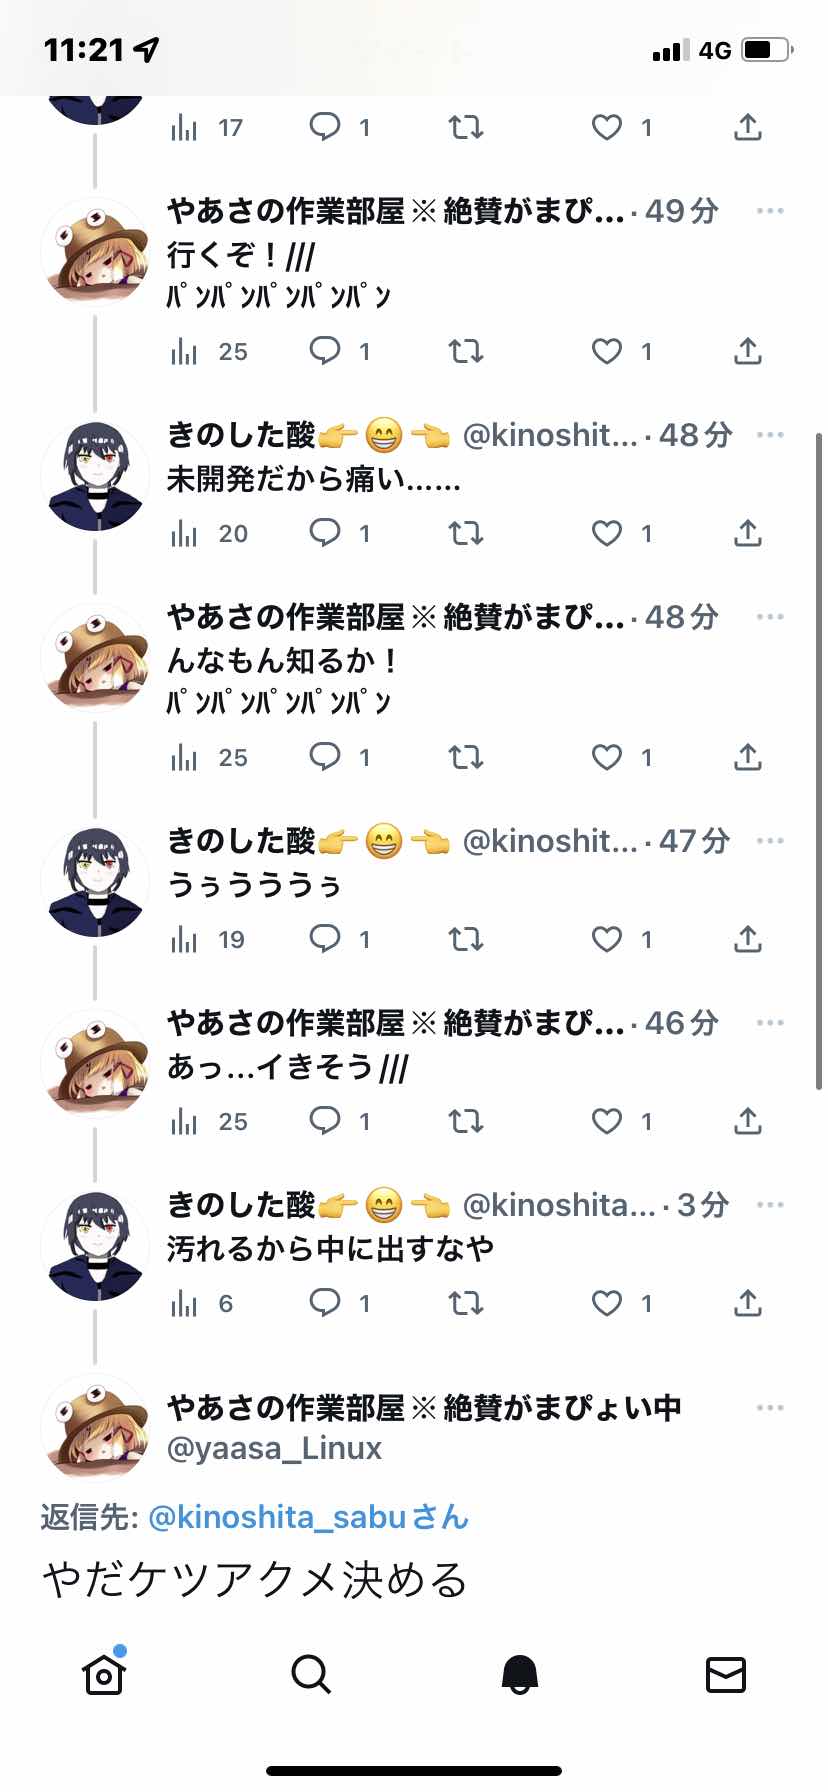 11:21
4G
17 1 1
やあさの作業部屋※絶賛がまぴ...· 49分
行くぞ！///
ﾊﾟﾝﾊﾟﾝﾊﾟﾝﾊﾟﾝﾊﾟﾝ
25 1 1
きのした酸👉😁👈 @kinoshit...· 48分
未開発だから痛い......
20 1 1
やあさの作業部屋※絶賛がまぴ...· 48分
んなもん知るか！
ﾊﾟﾝﾊﾟﾝﾊﾟﾝﾊﾟﾝﾊﾟﾝ
25 1 1
きのした酸👉😁👈 @kinoshit...· 47分
うぅうううぅ
19 1 1
やあさの作業部屋※絶賛がまぴ...· 46分
あっ...イきそう///
25 1 1
きのした酸👉😁👈 @kinoshita...· 3分
汚れるから中に出すなや
6 1 1
やあさの作業部屋※絶賛がまぴょい中
@yaasa_Linux
返信先: @kinoshita_sabuさん
やだケツアクメ決める